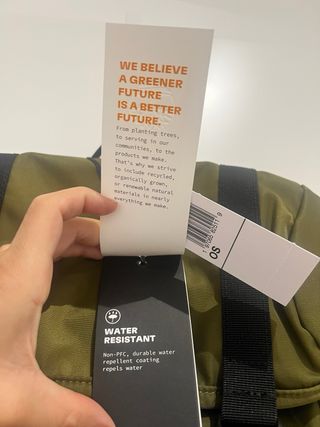 WE BELIEVE
A GREENER
FUTURE
IS A BETTER
FUTURE.
From planting trees,
to serving in our
communities, to the
products we make.
That's why we strive
to include recycled,
organically grown,
or renewable natural
materials in nearly
everything we make.
OS
WATER
RESISTANT
Non-PFC, durable water
repellent coating
repels water